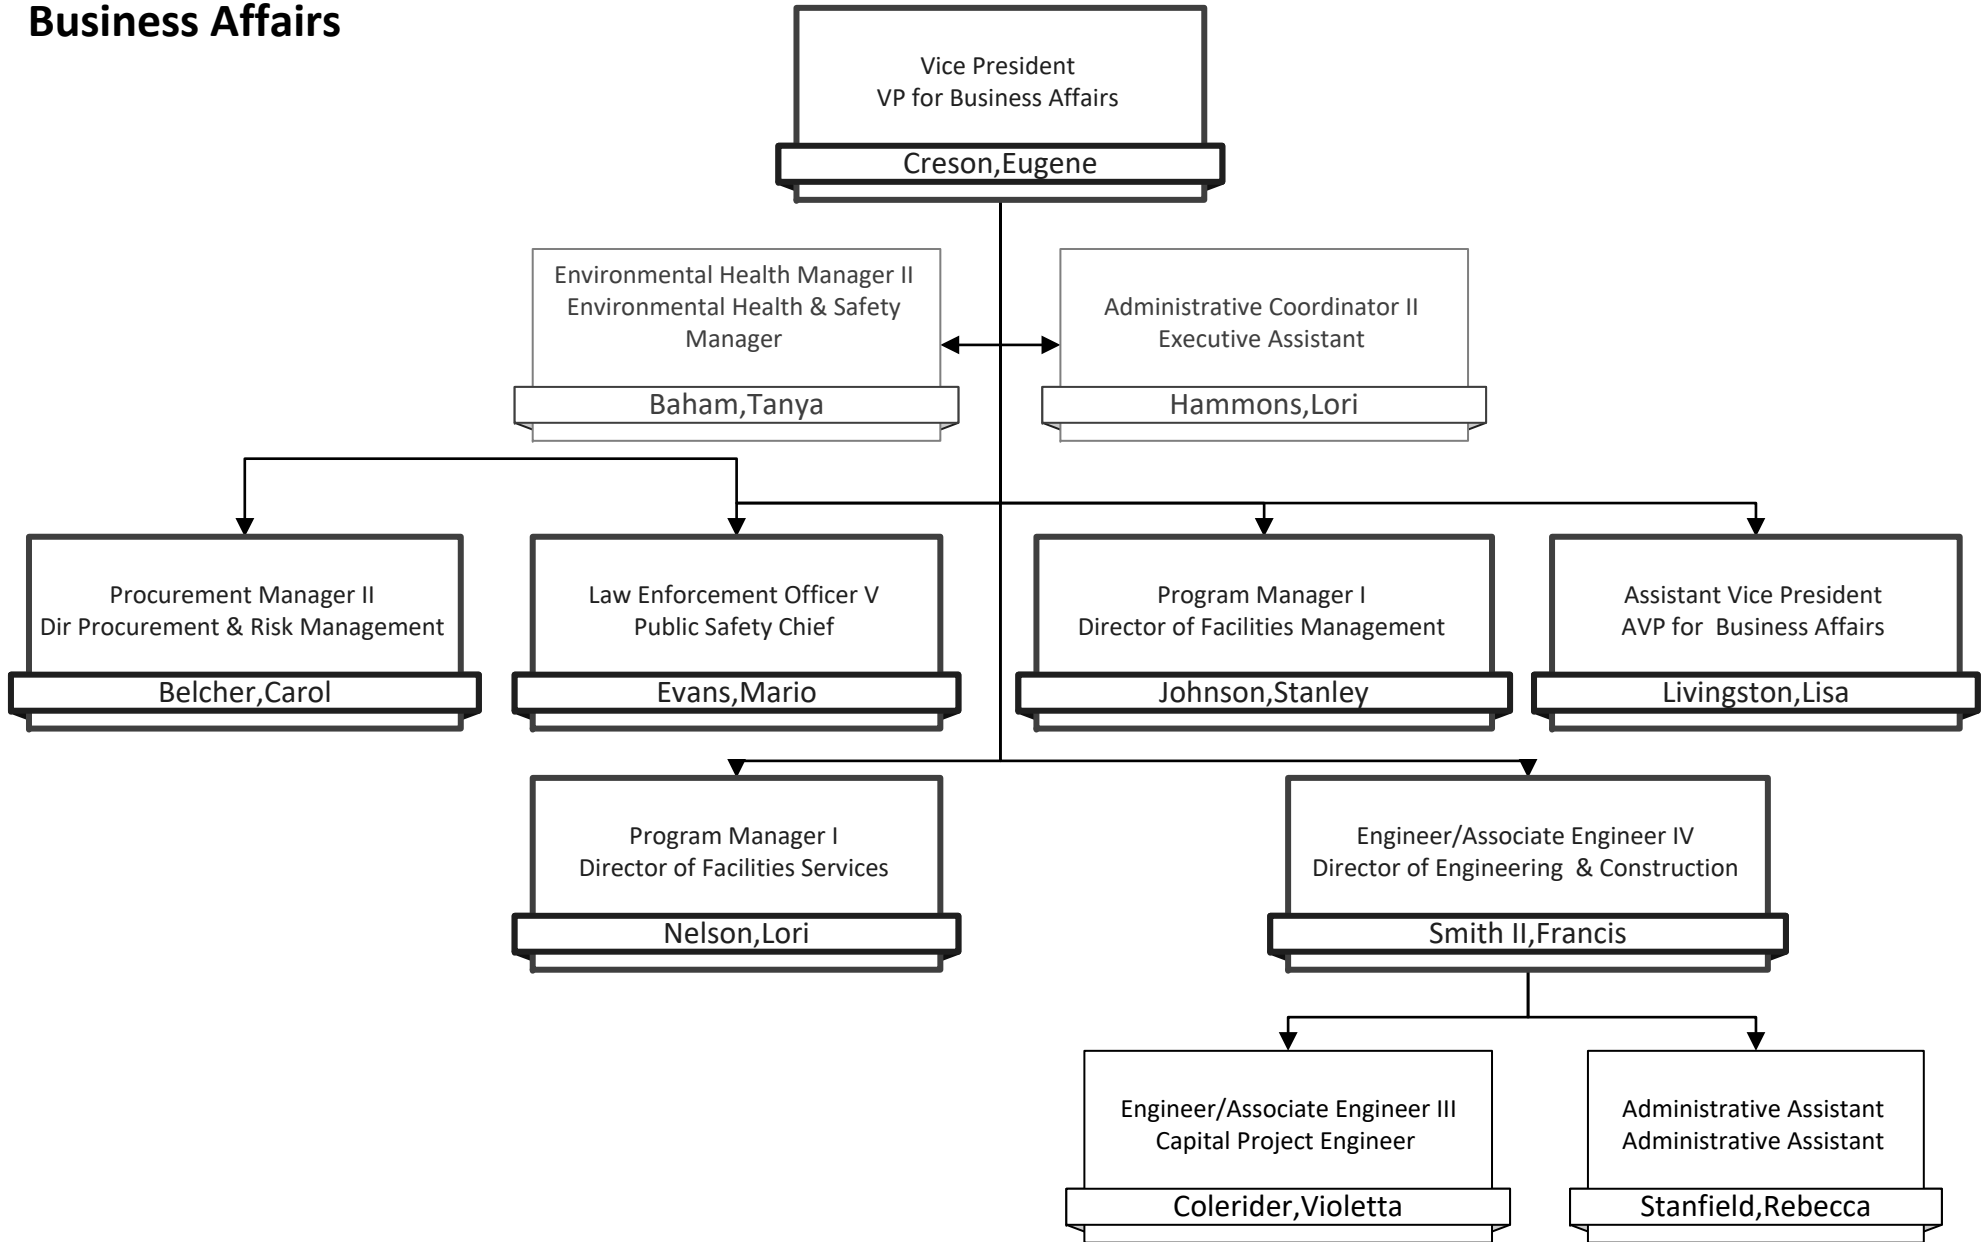 Business Affairs
Vice President
VP for Business Affairs
Creson,Eugene
Environmental Health Manager II
Environmental Health & Safety
Manager
Baham,Tanya
Administrative Coordinator II
Executive Assistant
Hammons,Lori
Procurement Manager II
Dir Procurement & Risk Management
Belcher,Carol
Law Enforcement Officer V
Public Safety Chief
Evans,Mario
Program Manager I
Director of Facilities Management
Johnson,Stanley
Assistant Vice President
AVP for  Business Affairs
Livingston,Lisa
Program Manager I
Director of Facilities Services
Nelson,Lori
Engineer/Associate Engineer IV
Director of Engineering  & Construction
Smith II,Francis
Engineer/Associate Engineer III
Capital Project Engineer
Colerider,Violetta
Administrative Assistant
Administrative Assistant
Stanfield,Rebecca